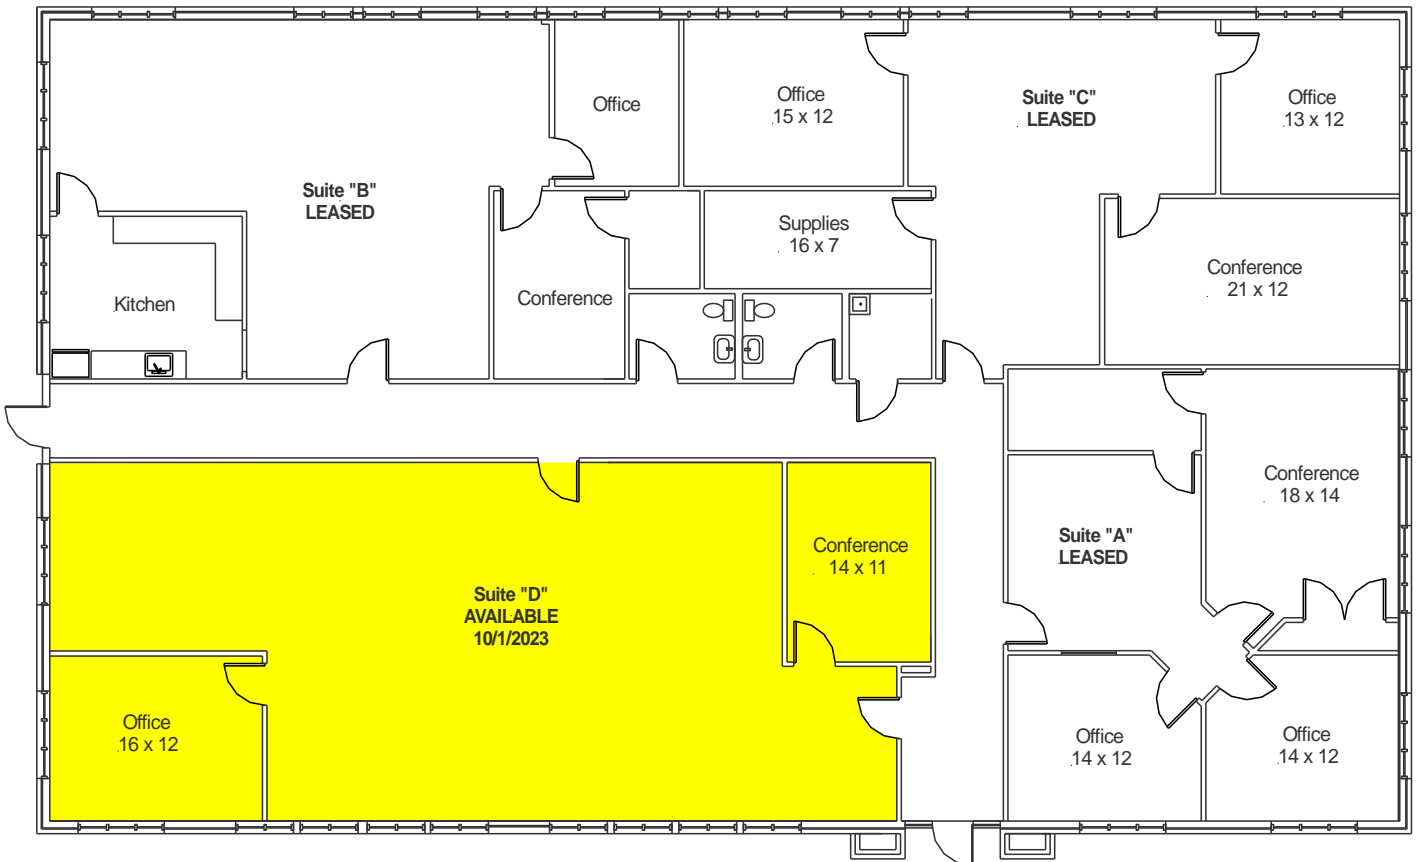 Office
Office
15 x 12
Suite "C"
LEASED
Office
13 x 12
Suite "B"
LEASED
Supplies
16 x 7
Kitchen
Conference
Conference
21 x 12
Conference
18 x 14
Suite "A"
LEASED
Conference
14 x 11
Suite "D"
AVAILABLE
10/1/2023
Office
16 x 12
Office
14 x 12
Office
14 x 12